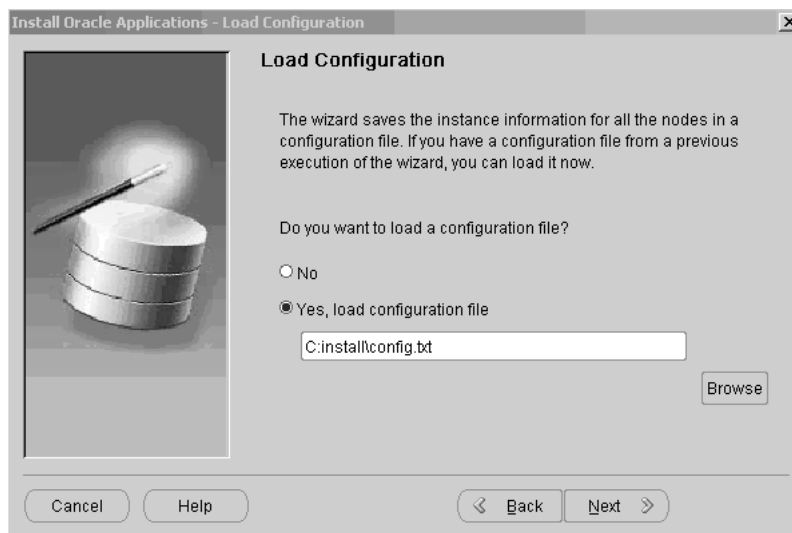 Install Oracle Applications - Load Configuration
Load Configuration
The wizard saves the instance information for all the nodes in a
configuration file. If you have a configuration file from a previous
execution of the wizard, you can load it now.
Do you want to load a configuration file?
No
Yes, load configuration file
C:install\config.txt
Browse
Cancel Help Back Next